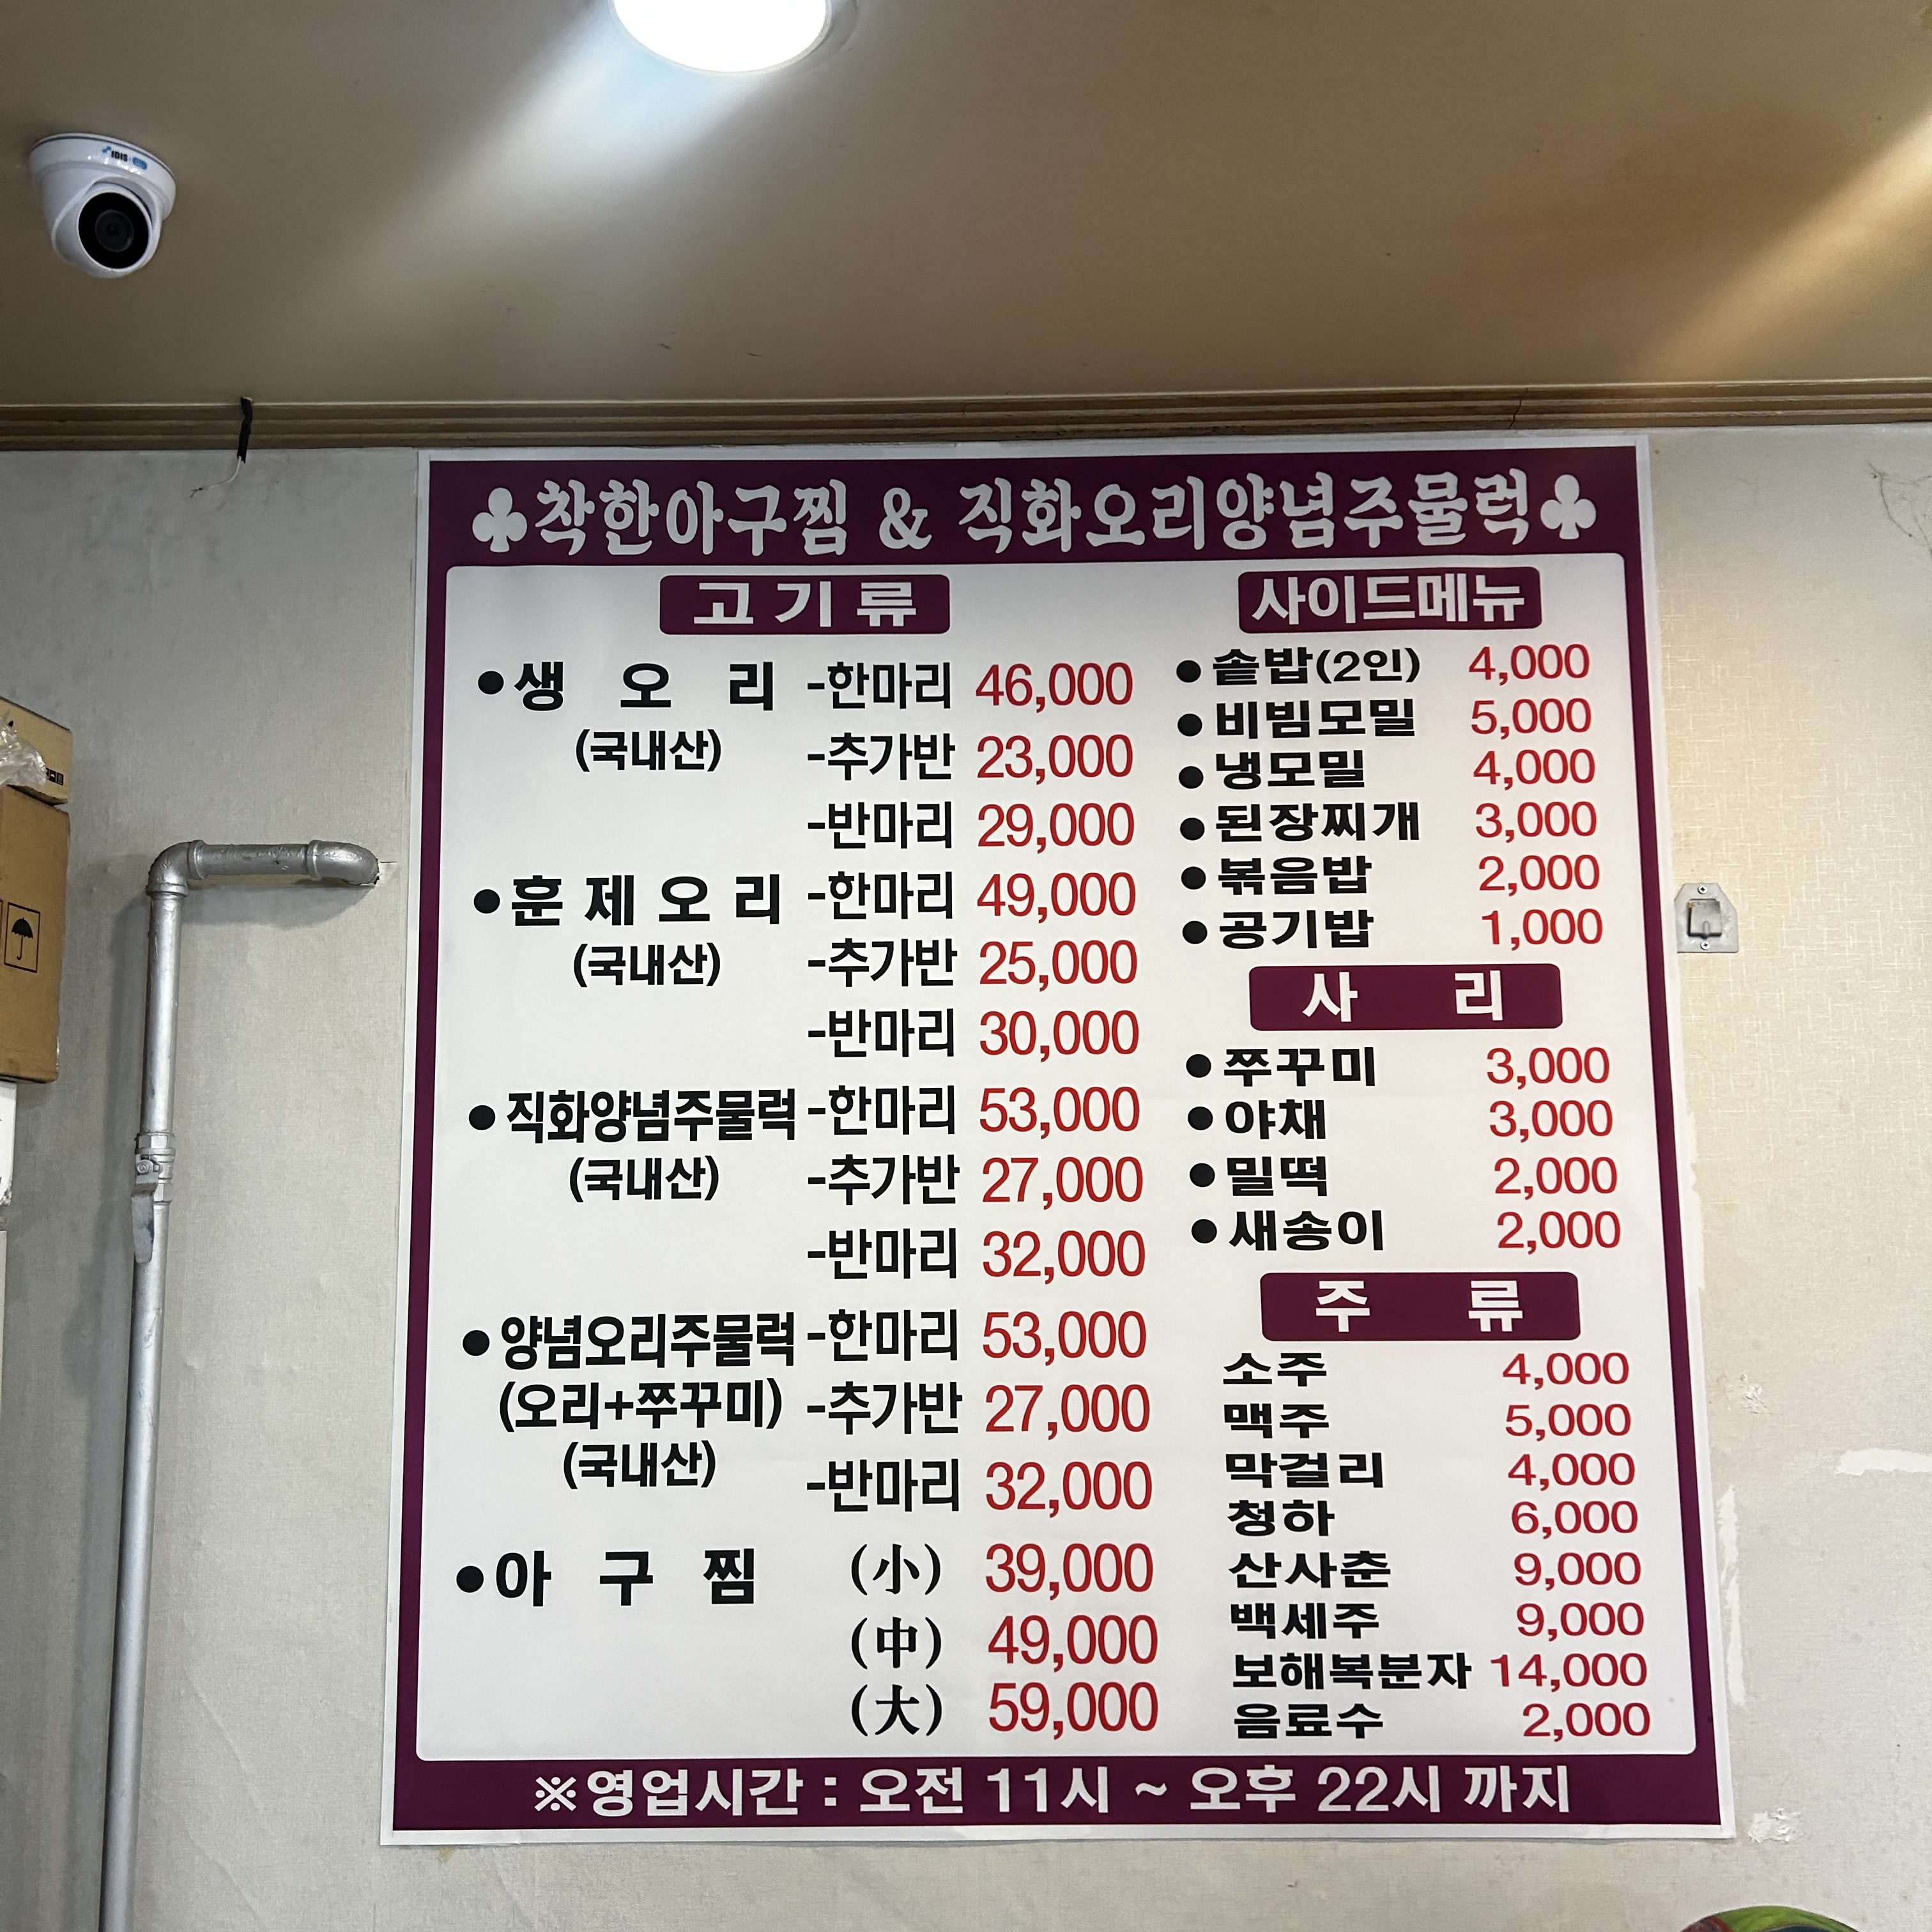 IDIS
♣착한아구찜 & 직화오리양념주물럭♣
고기류
●생 오 리 -한마리 46,000
(국내산) -추가반 23,000
-반마리 29,000
●훈제오리 -한마리 49,000
(국내산) -추가반 25,000
-반마리 30,000
●직화양념주물럭 -한마리 53,000
(국내산) -추가반 27,000
-반마리 32,000
●양념오리주물럭 -한마리 53,000
(오리+쭈꾸미) -추가반 27,000
(국내산)
-반마리 32,000
●아 구 찜 (小) 39,000
(中) 49,000
(大) 59,000
사이드메뉴
●솥밥(2인) 4,000
●비빔모밀 5,000
●냉모밀 4,000
●된장찌개 3,000
●볶음밥 2,000
●공기밥 1,000
사 리
●쭈꾸미 3,000
●야채 3,000
●밀떡 2,000
●새송이 2,000
주 류
소주 4,000
맥주 5,000
막걸리 4,000
청하 6,000
산사춘 9,000
백세주 9,000
보해복분자 14,000
음료수 2,000
※영업시간 : 오전 11시 ~ 오후 22시 까지